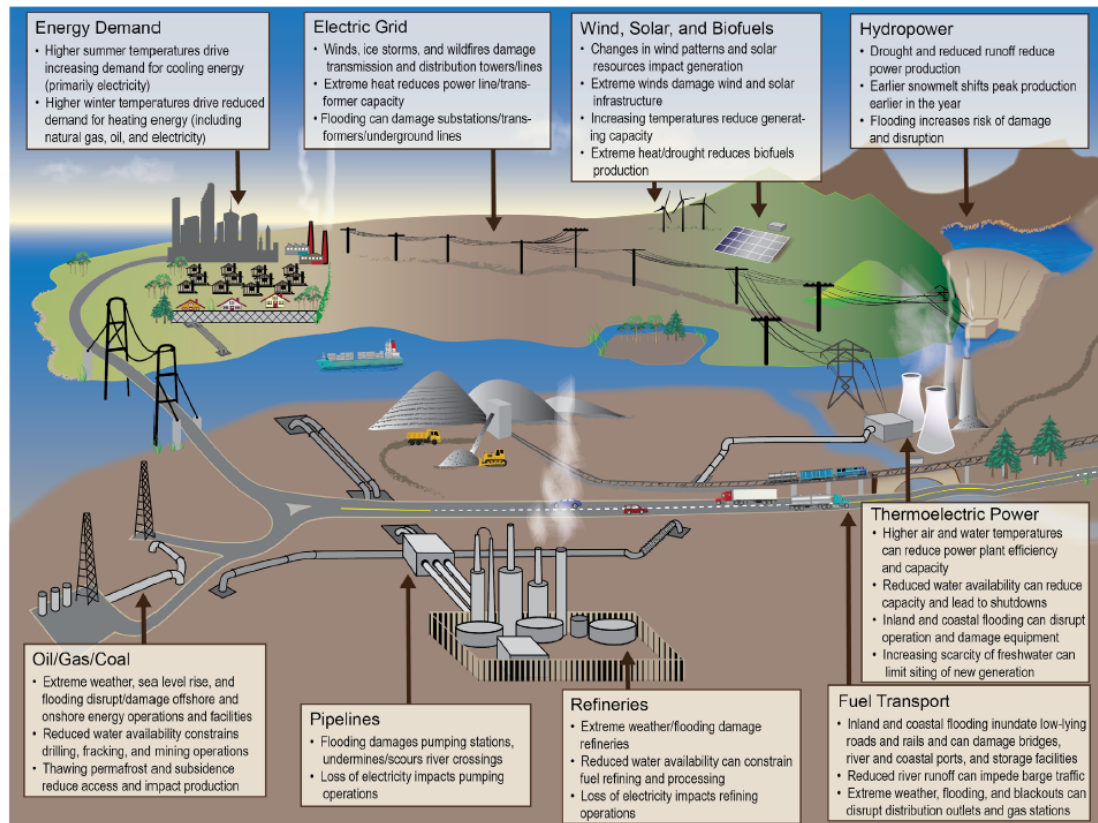 Energy Demand
• Higher summer temperatures drive
increasing demand for cooling energy
(primarily electricity)
• Higher winter temperatures drive reduced
demand for heating energy (including
natural gas, oil, and electricity)
Electric Grid
• Winds, ice storms, and wildfires damage
transmission and distribution towers/lines
• Extreme heat reduces power line/trans-
former capacity
• Flooding can damage substations/trans-
formers/underground lines
Wind, Solar, and Biofuels
• Changes in wind patterns and solar
resources impact generation
• Extreme winds damage wind and solar
infrastructure
• Increasing temperatures reduce generat-
ing capacity
• Extreme heat/drought reduces biofuels
production
Hydropower
• Drought and reduced runoff reduce
power production
• Earlier snowmelt shifts peak production
earlier in the year
• Flooding increases risk of damage
and disruption
Thermoelectric Power
• Higher air and water temperatures
can reduce power plant efficiency
and capacity
• Reduced water availability can reduce
capacity and lead to shutdowns
• Inland and coastal flooding can disrupt
operation and damage equipment
• Increasing scarcity of freshwater can
limit siting of new generation
Oil/Gas/Coal
• Extreme weather, sea level rise, and
flooding disrupt/damage offshore and
onshore energy operations and facilities
• Reduced water availability constrains
drilling, fracking, and mining operations
• Thawing permafrost and subsidence
reduce access and impact production
Pipelines
• Flooding damages pumping stations,
undermines/scours river crossings
• Loss of electricity impacts pumping
operations
Refineries
• Extreme weather/flooding damage
refineries
• Reduced water availability can constrain
fuel refining and processing
• Loss of electricity impacts refining
operations
Fuel Transport
• Inland and coastal flooding inundate low-lying
roads and rails and can damage bridges,
river and coastal ports, and storage facilities
• Reduced river runoff can impede barge traffic
• Extreme weather, flooding, and blackouts can
disrupt distribution outlets and gas stations